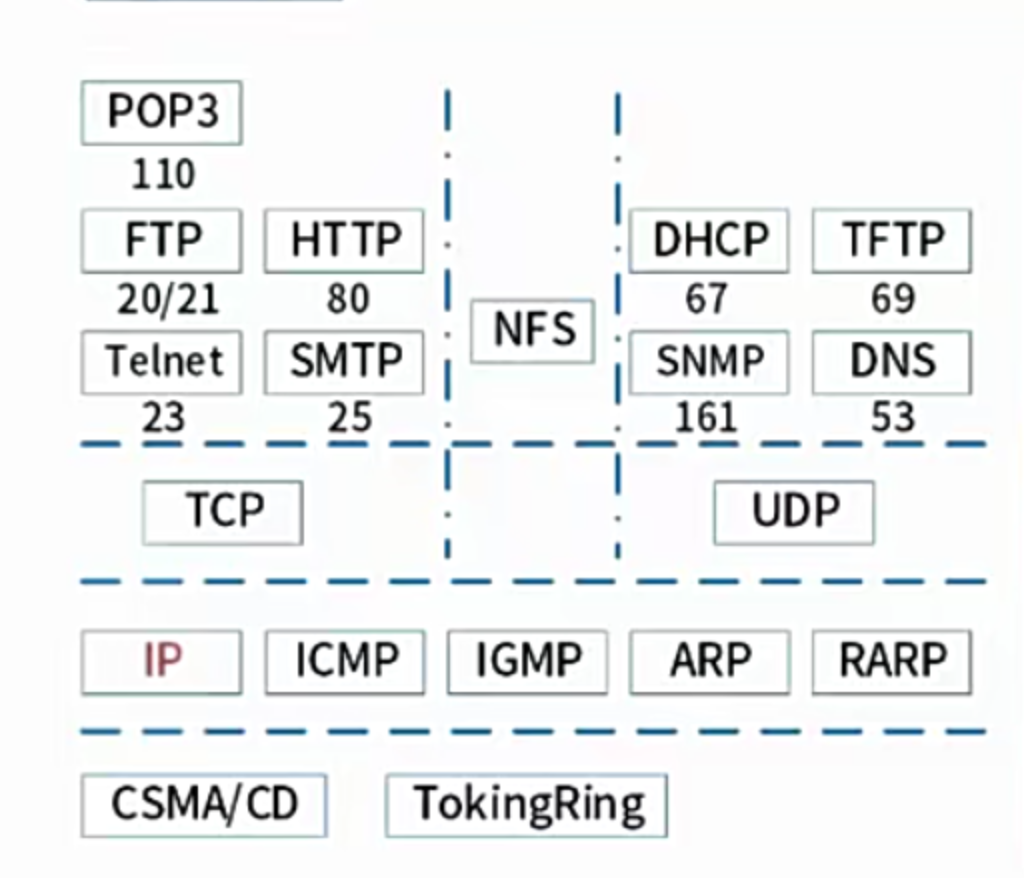 POP3
110
FTP HTTP DHCP TFTP
20/21 80 67 69
NFS
Telnet SMTP SNMP DNS
23 25 161 53
TCP UDP
IP ICMP IGMP ARP RARP
CSMA/CD TokingRing